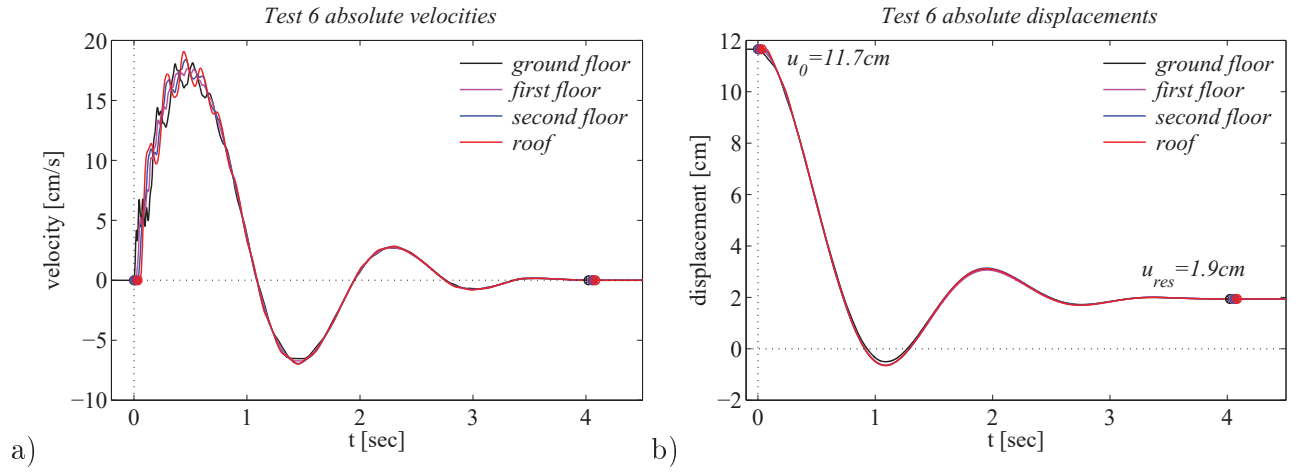 Test 6 absolute velocities
20
15
10
5
0
−5
−10
velocity [cm/s]
ground floor
first floor
second floor
roof
0
1
2
3
4
t [sec]
a)
Test 6 absolute displacements
12
10
8
6
4
2
0
−2
displacement [cm]
u0=11.7cm
ground floor
first floor
second floor
roof
ures=1.9cm
0
1
2
3
4
t [sec]
b)